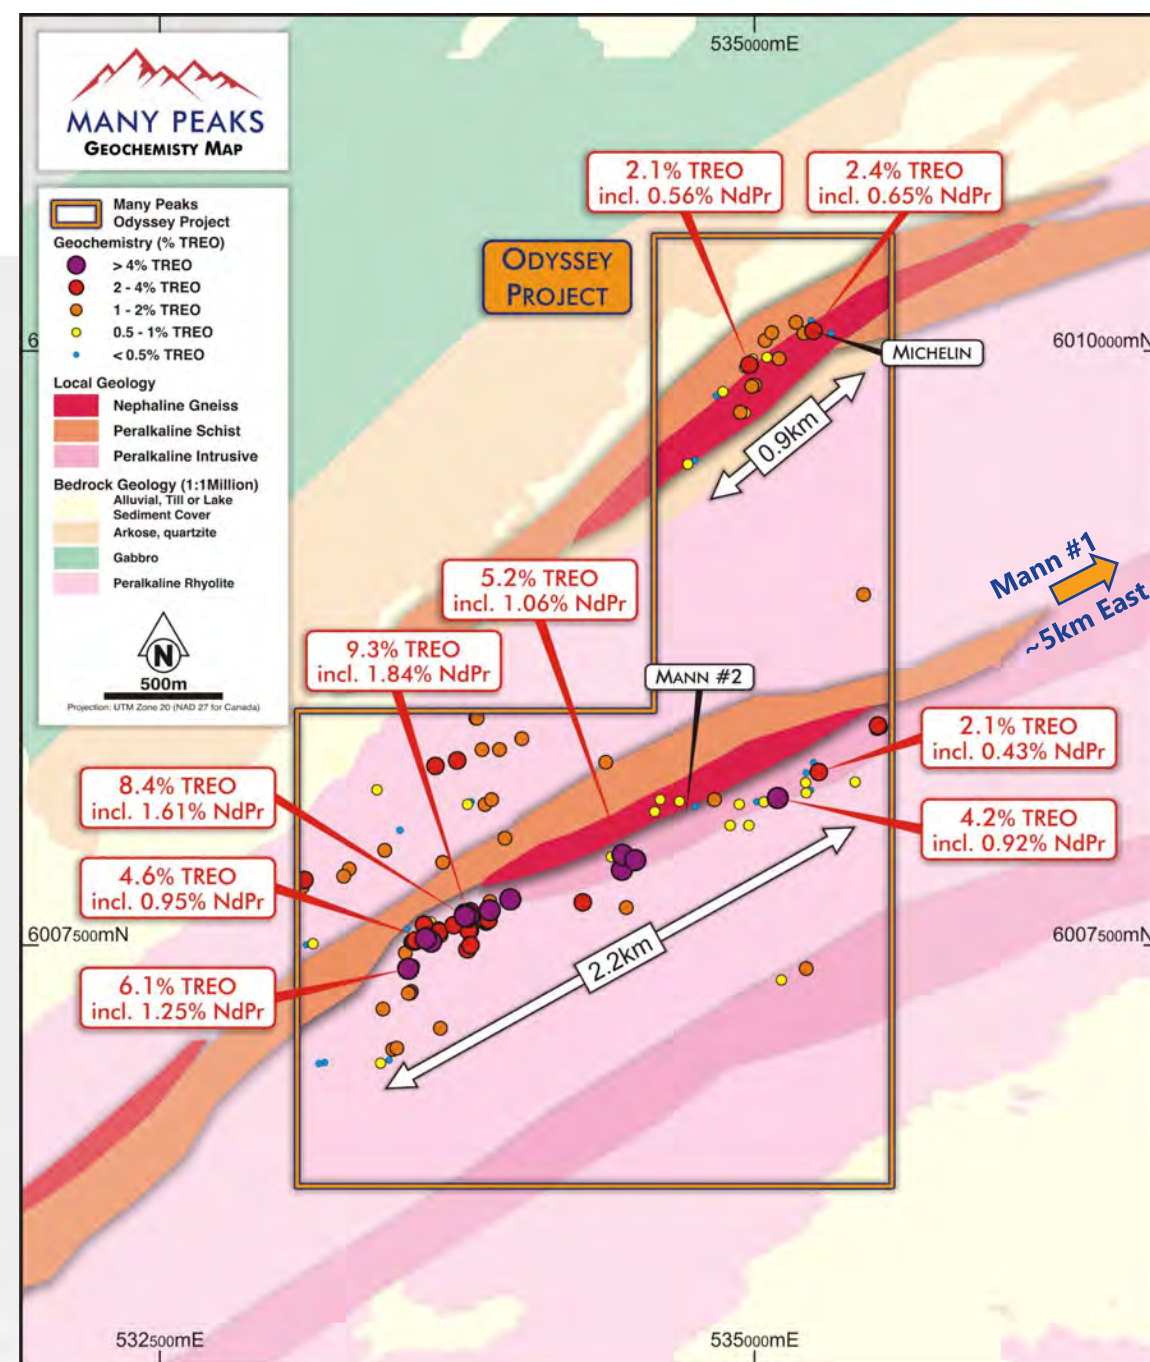 535000mE
MANY PEAKS
GEOCHEMISTY MAP
Many Peaks
Odyssey Project
Geochemistry (% TREO)
> 4% TREO
2 - 4% TREO
1 - 2% TREO
0.5 - 1% TREO
< 0.5% TREO
Local Geology
Nephaline Gneiss
Peralkaline Schist
Peralkaline Intrusive
Bedrock Geology (1:1Million)
Alluvial, Till or Lake
Sediment Cover
Arkose, quartzite
Gabbro
Peralkaline Rhyolite
N
500m
Projection: UTM Zone 20 (NAD 27 for Canada)
2.1% TREO
incl. 0.56% NdPr
2.4% TREO
incl. 0.65% NdPr
ODYSSEY
PROJECT
6
6010000mN
MICHELIN
0.9km
Mann #1
~5km East
5.2% TREO
incl. 1.06% NdPr
9.3% TREO
incl. 1.84% NdPr
MANN #2
2.1% TREO
incl. 0.43% NdPr
8.4% TREO
incl. 1.61% NdPr
4.2% TREO
incl. 0.92% NdPr
4.6% TREO
incl. 0.95% NdPr
6007500mN
6007500mN
2.2km
6.1% TREO
incl. 1.25% NdPr
532500mE
535000mE